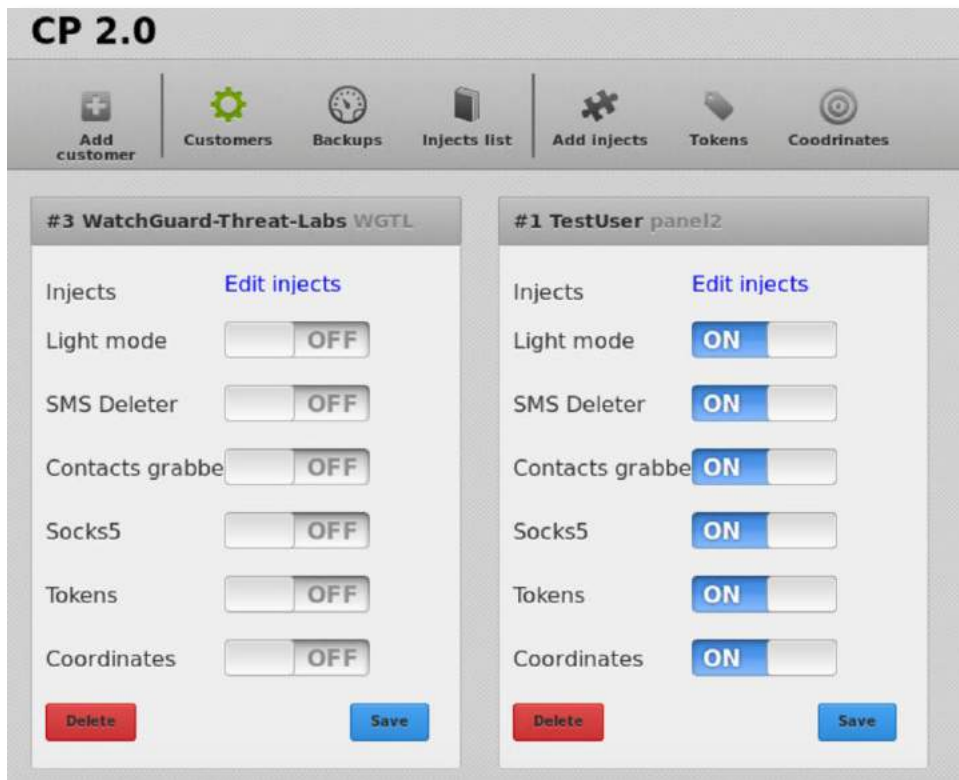 CP 2.0
Add customer
Customers
Backups
Injects list
Add injects
Tokens
Coodrinates
#3 WatchGuard-Threat-Labs WGTL
Injects Edit injects
Light mode OFF
SMS Deleter OFF
Contacts grabbe OFF
Socks5 OFF
Tokens OFF
Coordinates OFF
Delete Save
#1 TestUser panel2
Injects Edit injects
Light mode ON
SMS Deleter ON
Contacts grabbe ON
Socks5 ON
Tokens ON
Coordinates ON
Delete Save